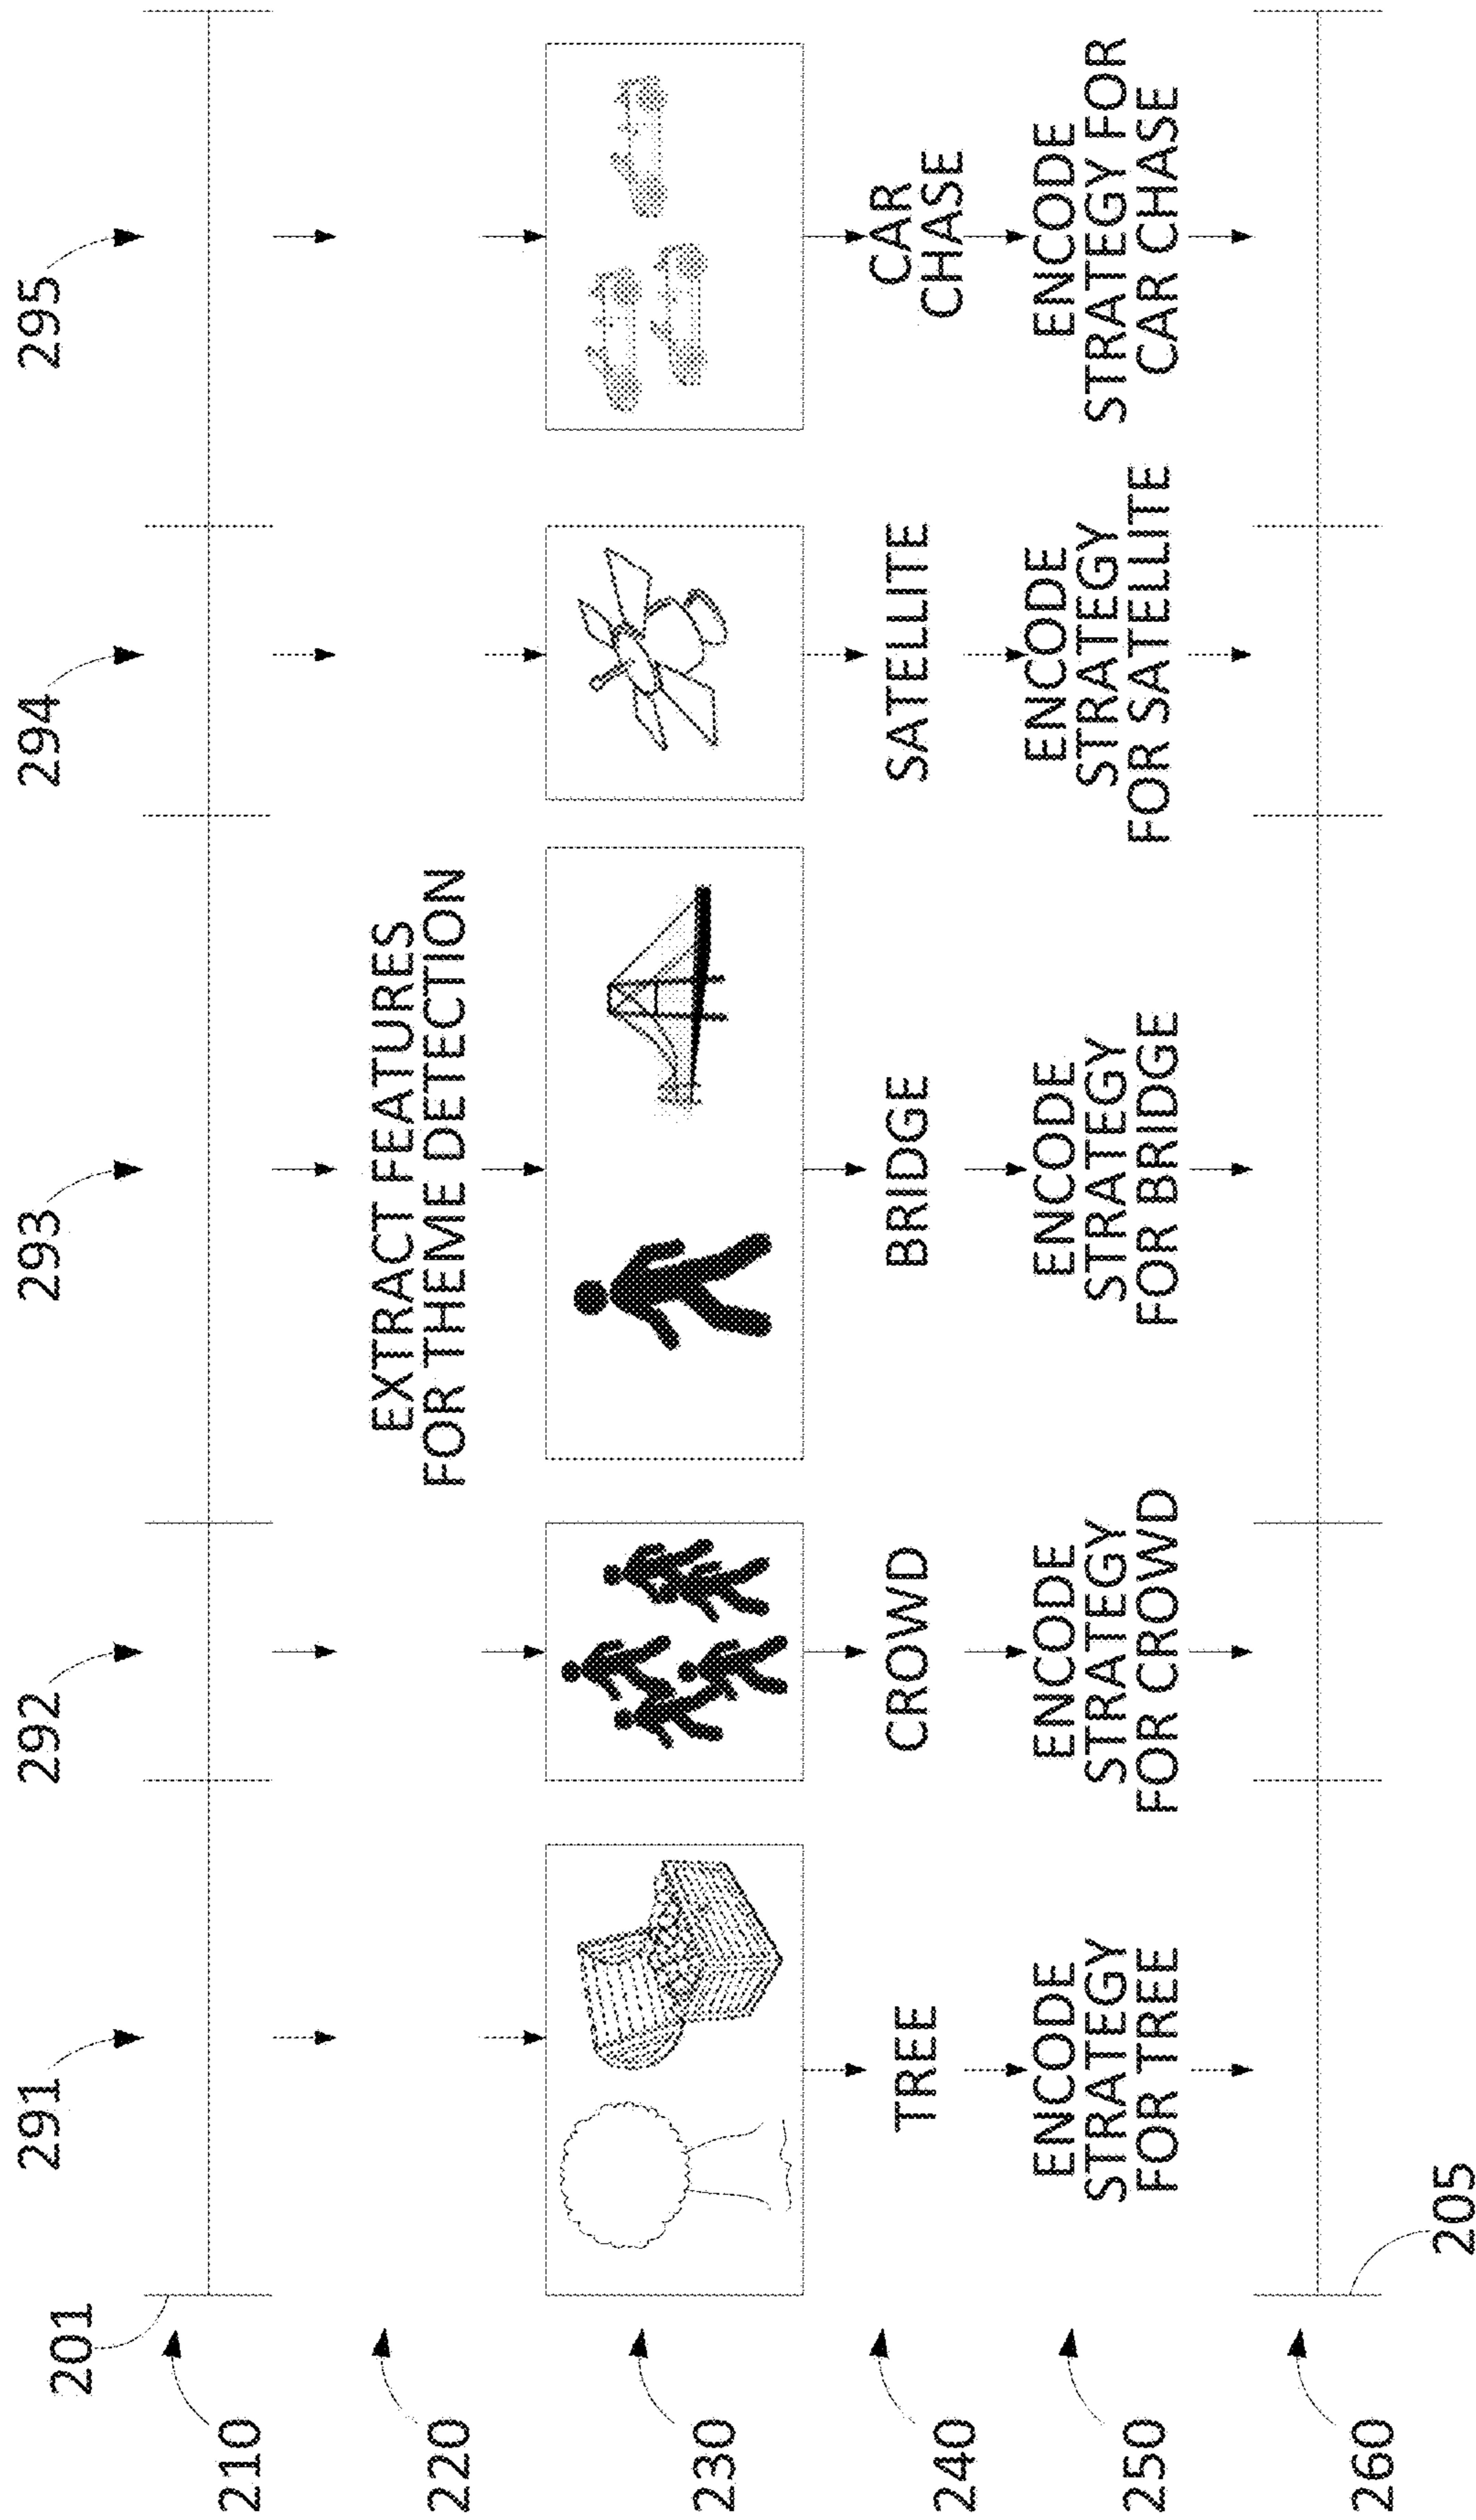 291
292
293
294
295
201
210
220
EXTRACT FEATURES
FOR THEME DETECTION
230
240
TREE
CROWD
BRIDGE
SATELLITE
CAR
CHASE
250
ENCODE
STRATEGY
FOR TREE
ENCODE
STRATEGY
FOR CROWD
ENCODE
STRATEGY
FOR BRIDGE
ENCODE
STRATEGY
FOR SATELLITE
ENCODE
STRATEGY FOR
CAR CHASE
260
205